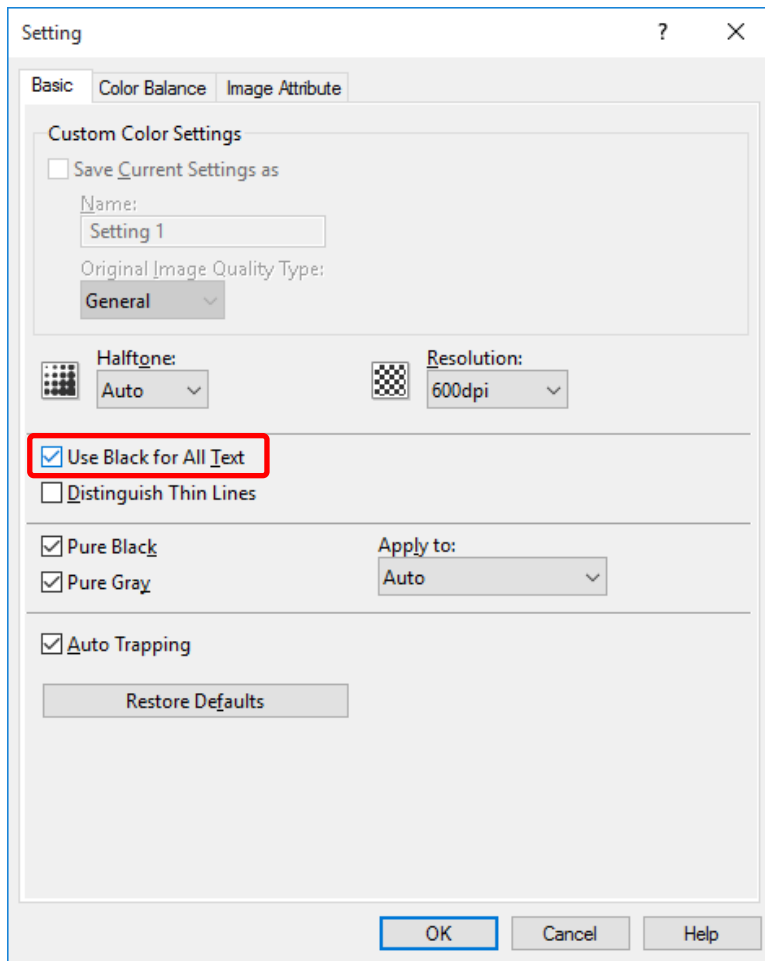 Setting ?
Basic Color Balance Image Attribute
Custom Color Settings
Save Current Settings as
Name:
Setting 1
Original Image Quality Type:
General
Halftone: Resolution:
Auto 600dpi
Use Black for All Text
Distinguish Thin Lines
Pure Black Apply to:
Pure Gray Auto
Auto Trapping
Restore Defaults
OK Cancel Help